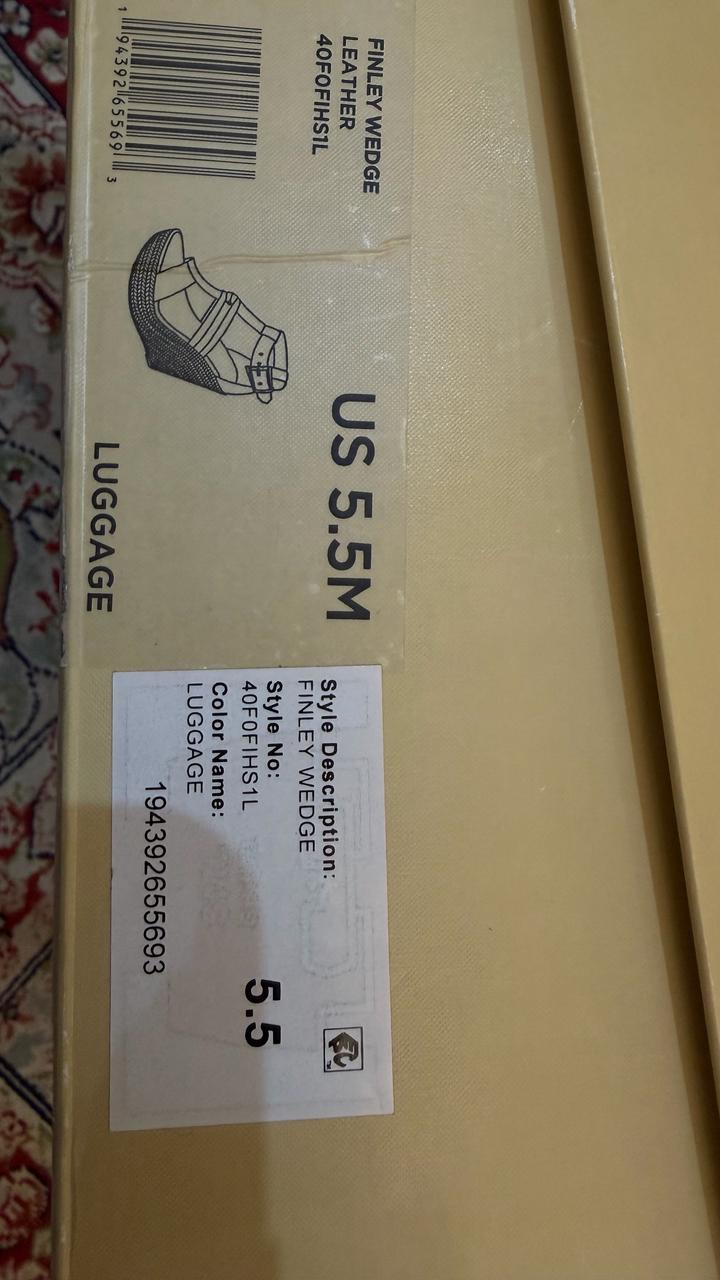 FINLEY WEDGE
LEATHER
40F0FIHS1L
1 94392 65569 3
US 5.5M
LUGGAGE
Style Description:
FINLEY WEDGE
Style No:
40F0FIHS1L
Color Name:
LUGGAGE
5.5
194392655693